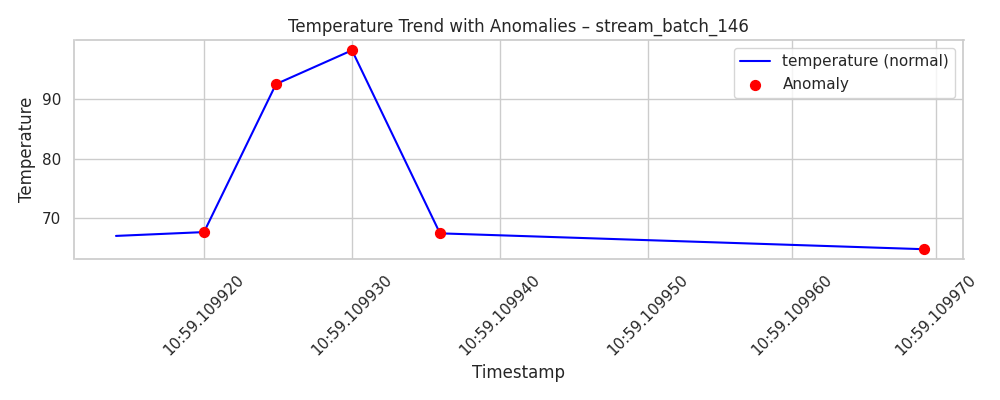 Temperature Trend with Anomalies – stream_batch_146
temperature (normal)
Anomaly
Temperature
90
80
70
10:59.109920
10:59.109930
10:59.109940
10:59.109950
10:59.109960
10:59.109970
Timestamp